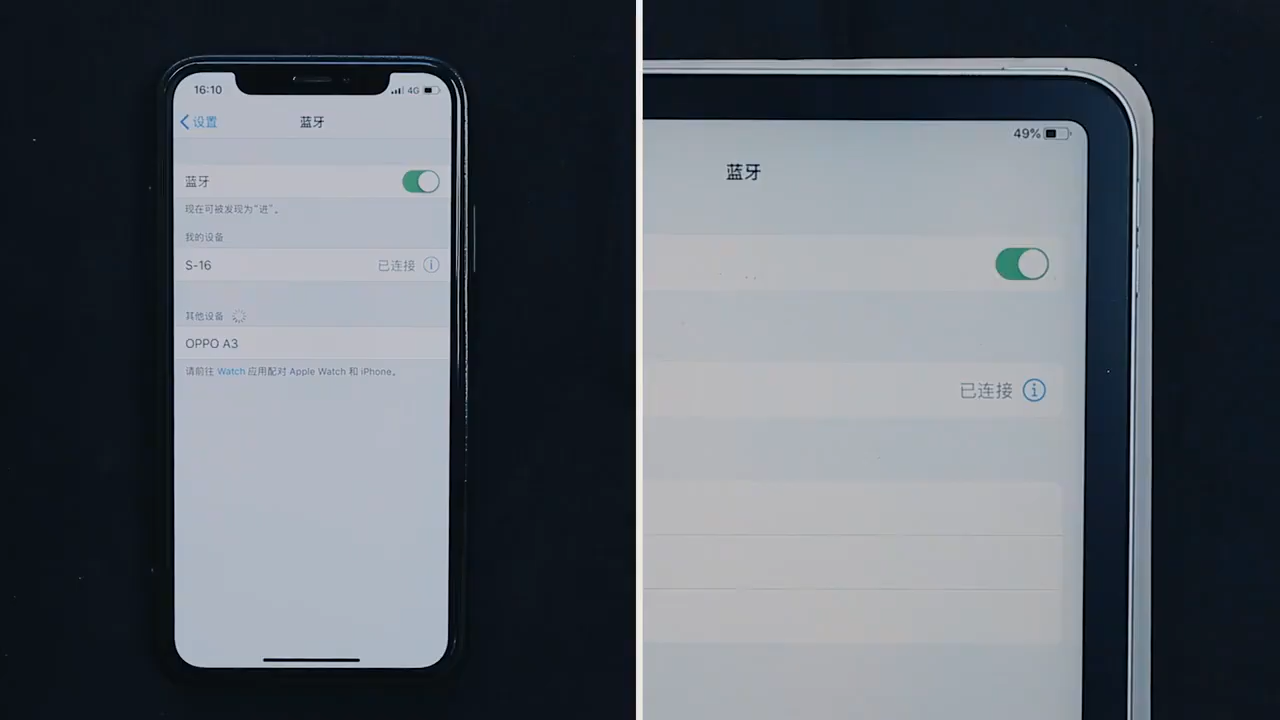 16:10 4G
设置 蓝牙
蓝牙
现在可被发现为“进”。
我的设备
S-16 已连接
其他设备
OPPO A3
请前往 Watch 应用配对 Apple Watch 和 iPhone。
49%
蓝牙
已连接